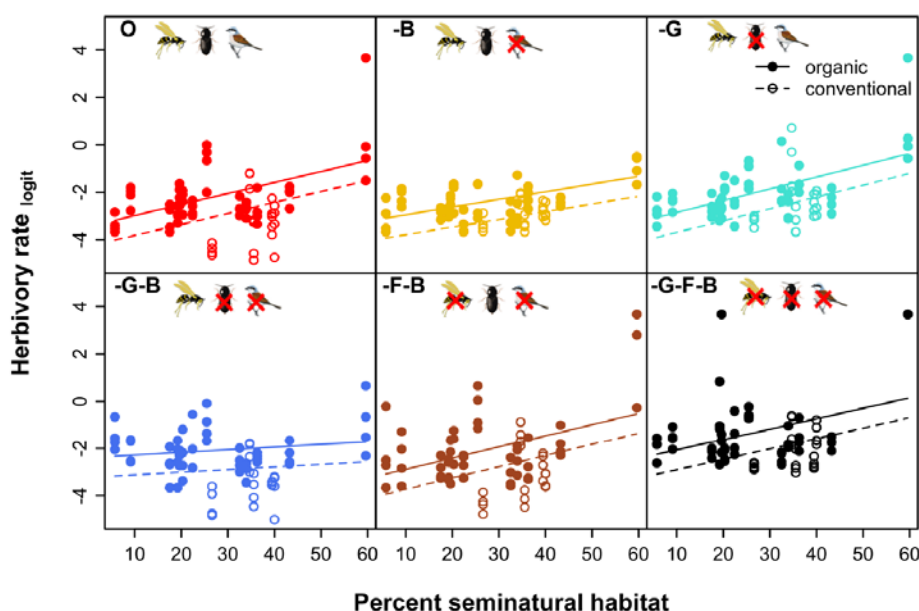 O
-B
-G
organic
conventional
4
2
0
-2
-4
-G-B
-F-B
-G-F-B
4
2
0
-2
-4
10 20 30 40 50 60 10 20 30 40 50 60 10 20 30 40 50 60
Herbivory rate logit
Percent seminatural habitat